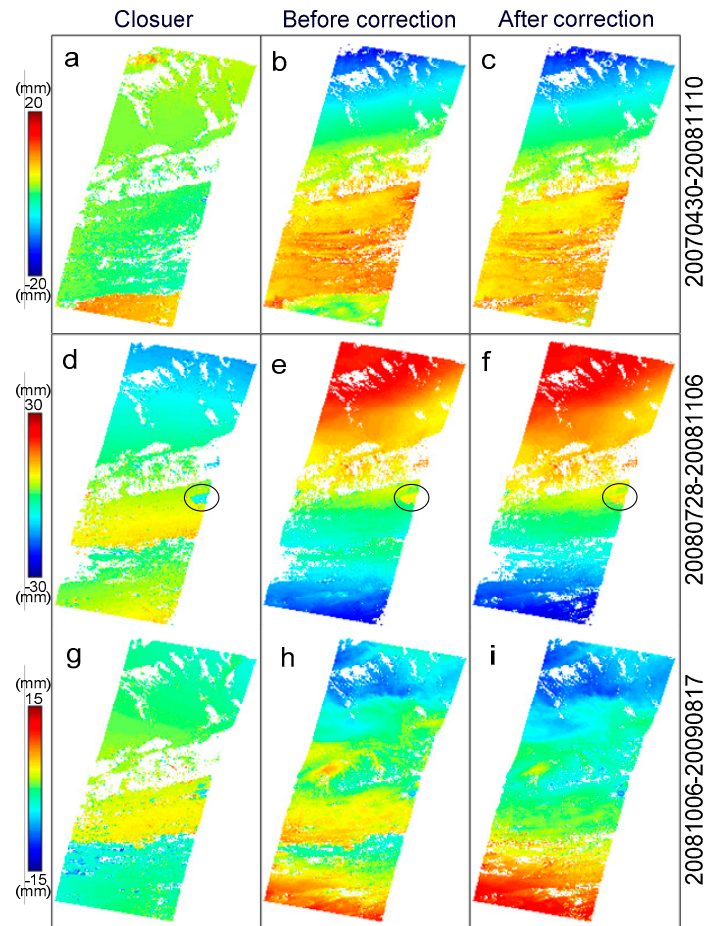 Closuer
Before correction
After correction
a
b
c
(mm)
20
-20
(mm)
20070430-20081110
d
e
f
(mm)
30
-30
(mm)
20080728-20081106
g
h
i
(mm)
15
-15
(mm)
20081006-20090817